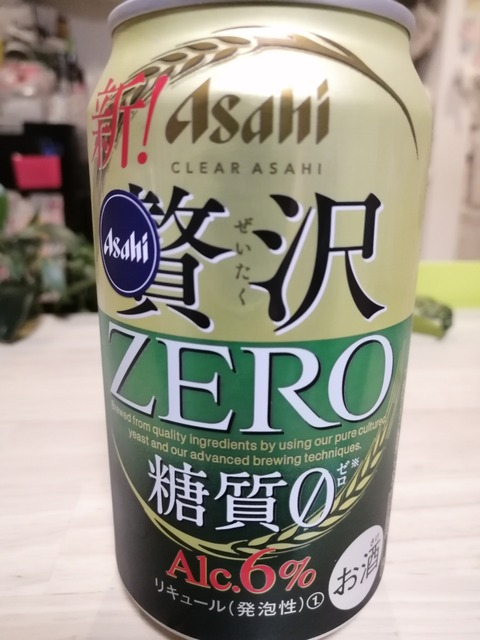 新!
Asahi
CLEAR ASAHI
Asahi
贅沢
ぜいたく
ZERO
Brewed from quality ingredients by using our pure cultured
yeast and our advanced brewing techniques.
糖質0※
ゼロ
Alc.6%
お酒
リキュール(発泡性)①